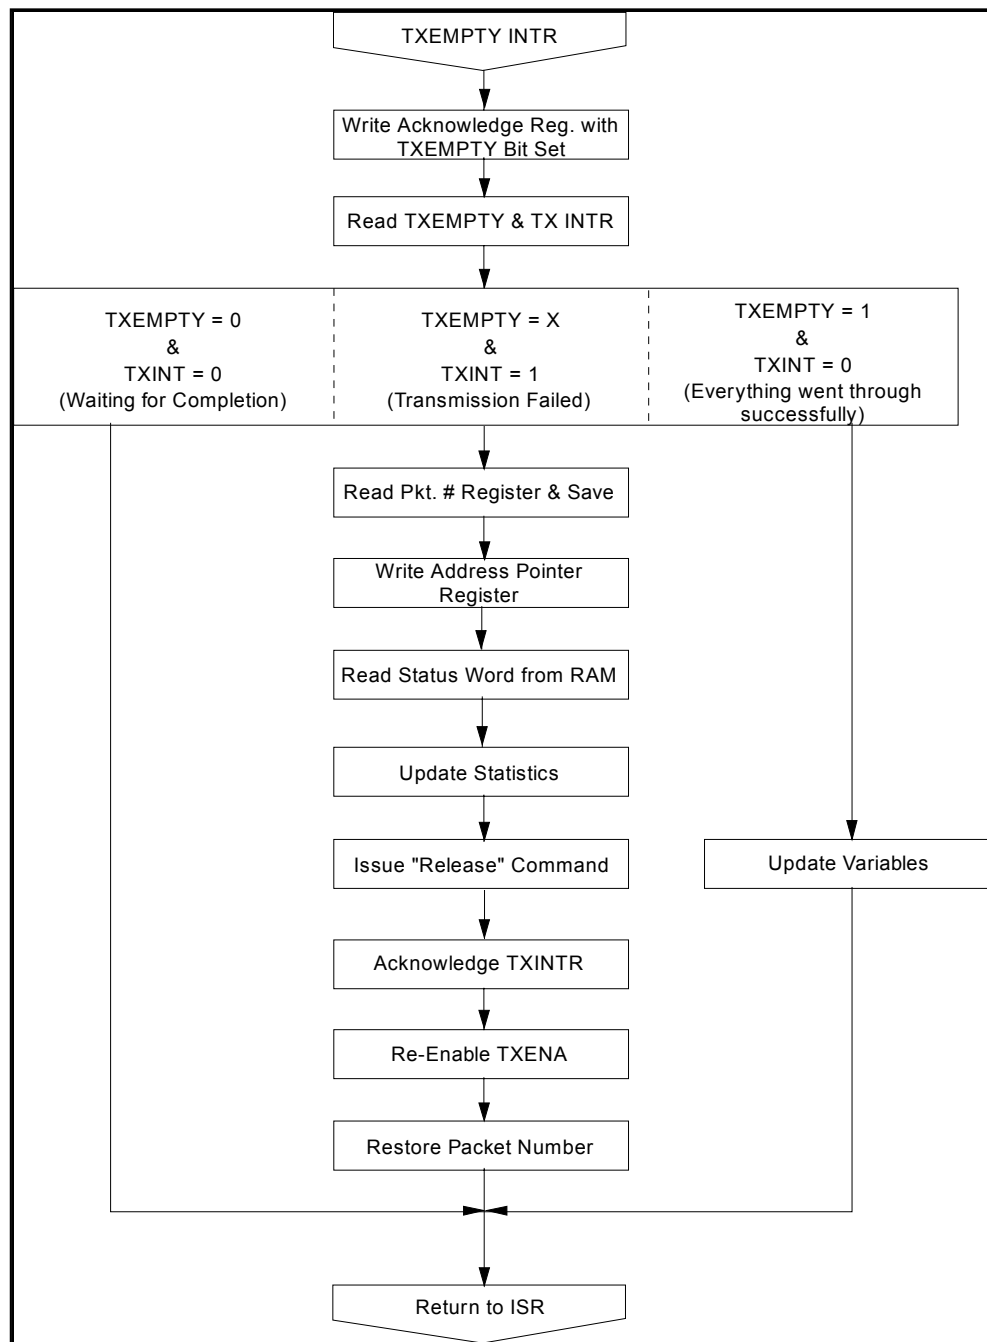 TXEMPTY INTR
Write Acknowledge Reg. with
TXEMPTY Bit Set
Read TXEMPTY & TX INTR
TXEMPTY = 0
&
TXINT = 0
(Waiting for Completion)
TXEMPTY = X
&
TXINT = 1
(Transmission Failed)
TXEMPTY = 1
&
TXINT = 0
(Everything went through
successfully)
Read Pkt. # Register & Save
Write Address Pointer
Register
Read Status Word from RAM
Update Statistics
Issue "Release" Command
Update Variables
Acknowledge TXINTR
Re-Enable TXENA
Restore Packet Number
Return to ISR